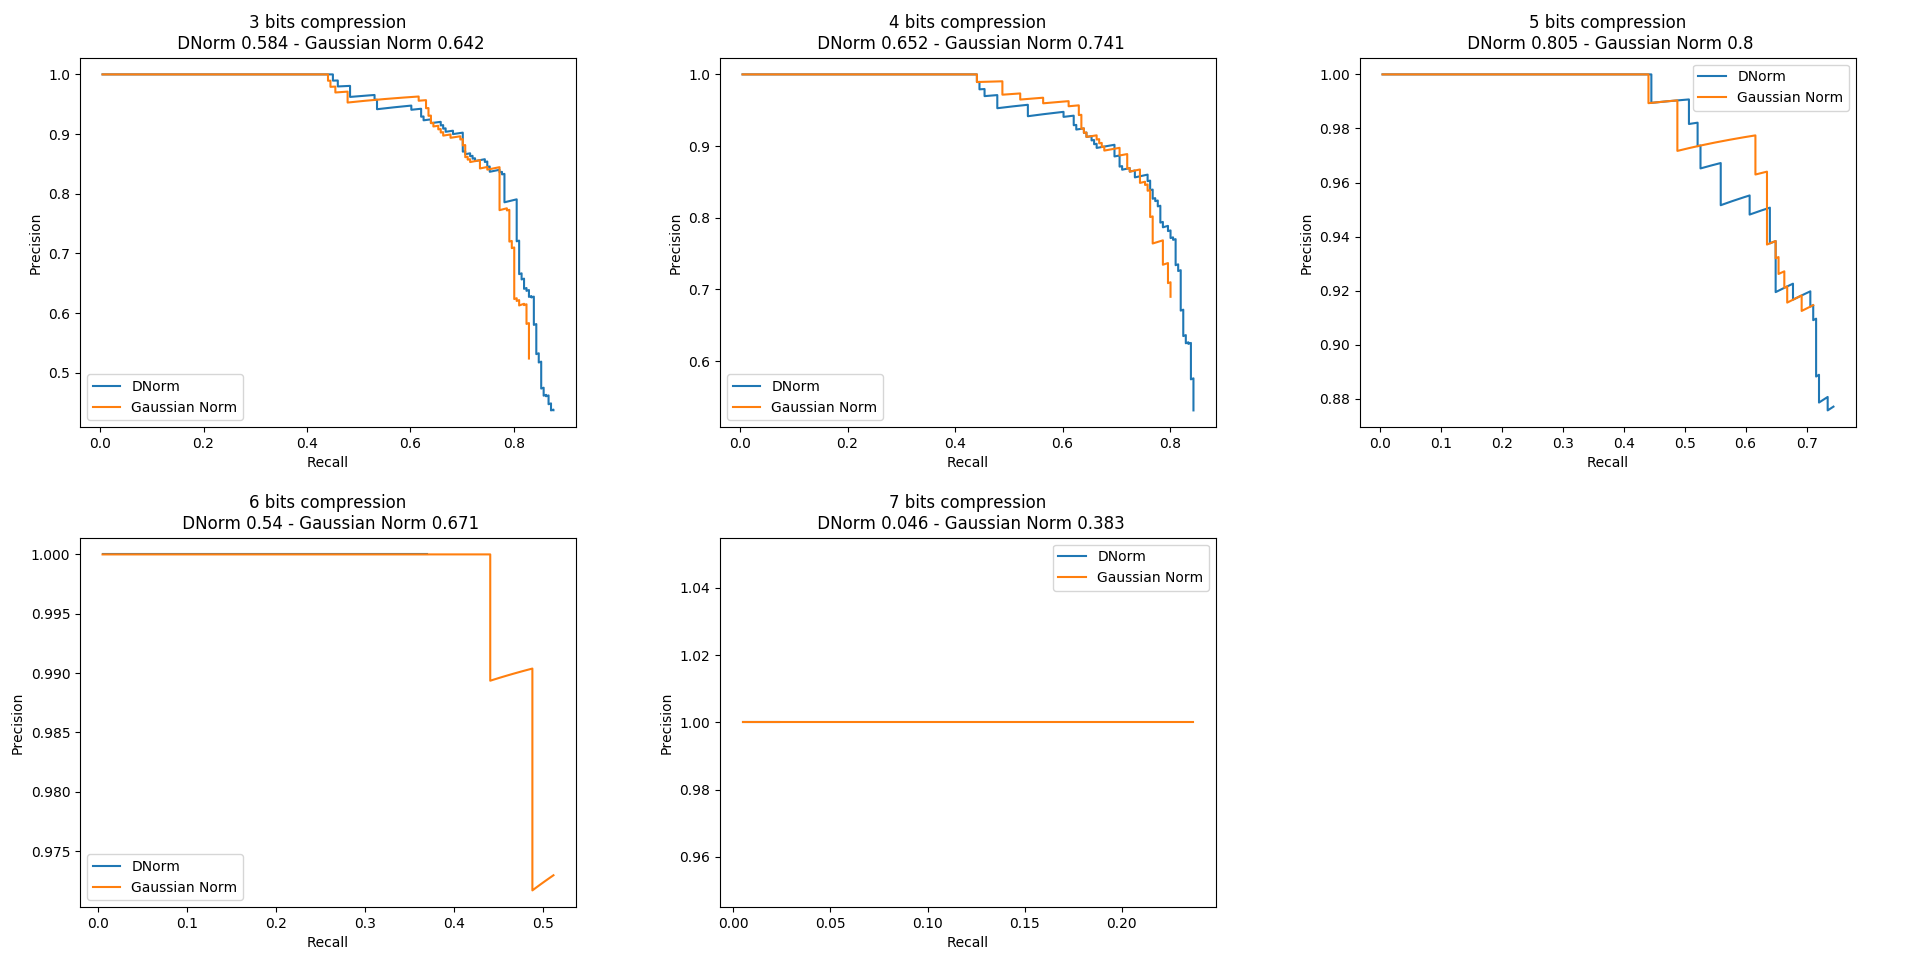 3 bits compression
DNorm 0.584 - Gaussian Norm 0.642
1.0
0.9
0.8
0.7
0.6
0.5
Precision
DNorm
Gaussian Norm
0.0 0.2 0.4 0.6 0.8
Recall
4 bits compression
DNorm 0.652 - Gaussian Norm 0.741
1.0
0.9
0.8
0.7
0.6
Precision
DNorm
Gaussian Norm
0.0 0.2 0.4 0.6 0.8
Recall
5 bits compression
DNorm 0.805 - Gaussian Norm 0.8
1.00
0.98
0.96
0.94
0.92
0.90
0.88
Precision
DNorm
Gaussian Norm
0.0 0.1 0.2 0.3 0.4 0.5 0.6 0.7
Recall
6 bits compression
DNorm 0.54 - Gaussian Norm 0.671
1.000
0.995
0.990
0.985
0.980
0.975
Precision
DNorm
Gaussian Norm
0.0 0.1 0.2 0.3 0.4 0.5
Recall
7 bits compression
DNorm 0.046 - Gaussian Norm 0.383
1.04
1.02
1.00
0.98
0.96
Precision
DNorm
Gaussian Norm
0.00 0.05 0.10 0.15 0.20
Recall